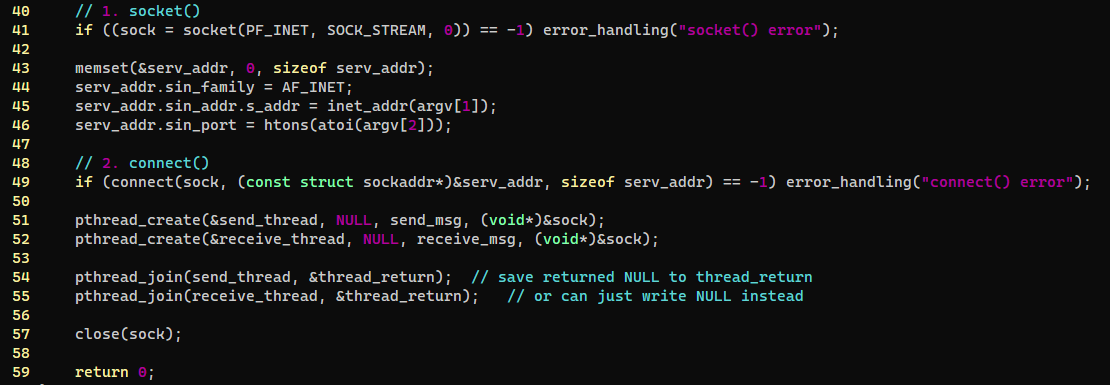 40 // 1. socket()
41 if ((sock = socket(PF_INET, SOCK_STREAM, 0)) == -1) error_handling("socket() error");
42
43 memset(&serv_addr, 0, sizeof serv_addr);
44 serv_addr.sin_family = AF_INET;
45 serv_addr.sin_addr.s_addr = inet_addr(argv[1]);
46 serv_addr.sin_port = htons(atoi(argv[2]));
47
48 // 2. connect()
49 if (connect(sock, (const struct sockaddr*)&serv_addr, sizeof serv_addr) == -1) error_handling("connect() error");
50
51 pthread_create(&send_thread, NULL, send_msg, (void*)&sock);
52 pthread_create(&receive_thread, NULL, receive_msg, (void*)&sock);
53
54 pthread_join(send_thread, &thread_return);  // save returned NULL to thread_return
55 pthread_join(receive_thread, &thread_return);   // or can just write NULL instead
56
57 close(sock);
58
59 return 0;